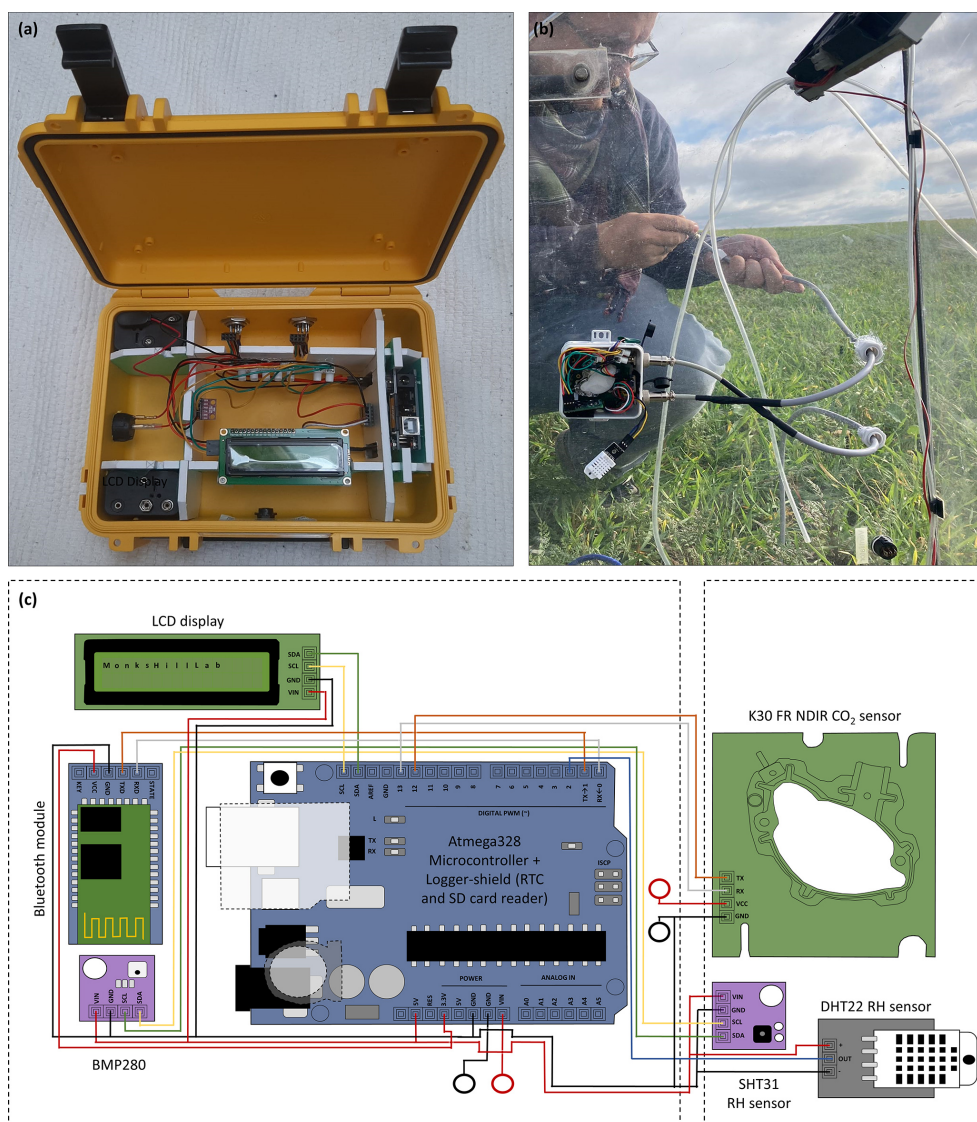 (a)
LCD Display
(b)
(c)
LCD display
MonksHillLab
SDA
SCL
GND
VIN
K30 FR NDIR CO₂ sensor
Bluetooth module
KEY
VCC
GND
TXD
RXD
STATE
SCL
SDA
AREF
GND
13
12
11
10
9
8
7
6
5
4
3
2
TX→1
RX←0
DIGITAL PWM (~)
L
TX
RX
Atmega328
Microcontroller +
Logger-shield (RTC
and SD card reader)
ISCP
TX
RX
VCC
GND
POWER
ANALOG IN
5V
RES
3.3V
5V
GND
GND
VIN
A0
A1
A2
A3
A4
A5
VIN
GND
SCL
SDA
BMP280
VIN
GND
SCL
SDA
SHT31
RH sensor
DHT22 RH sensor
+
OUT
-